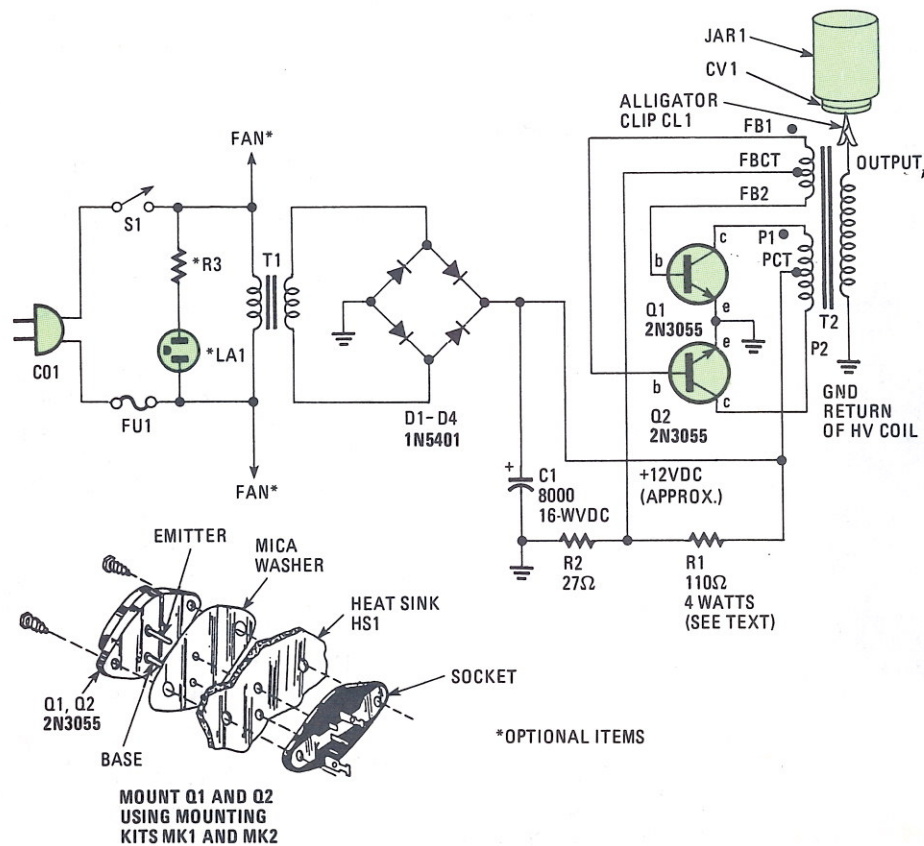 JAR1
CV1
ALLIGATOR
CLIP CL1
FAN*
FB1
FBCT
FB2
OUTPUT,
S1
*R3
T1
c
P1
PCT
b
Q1
2N3055
e
T2
*LA1
e
P2
CO1
b
c
GND
RETURN
OF HV COIL
FU1
D1-D4
1N5401
Q2
2N3055
FAN*
+
C1
8000
16-WVDC
+12VDC
(APPROX.)
R2
27Ω
R1
110Ω
4 WATTS
(SEE TEXT)
EMITTER
MICA
WASHER
HEAT SINK
HS1
SOCKET
Q1, Q2
2N3055
BASE
*OPTIONAL ITEMS
MOUNT Q1 AND Q2
USING MOUNTING
KITS MK1 AND MK2